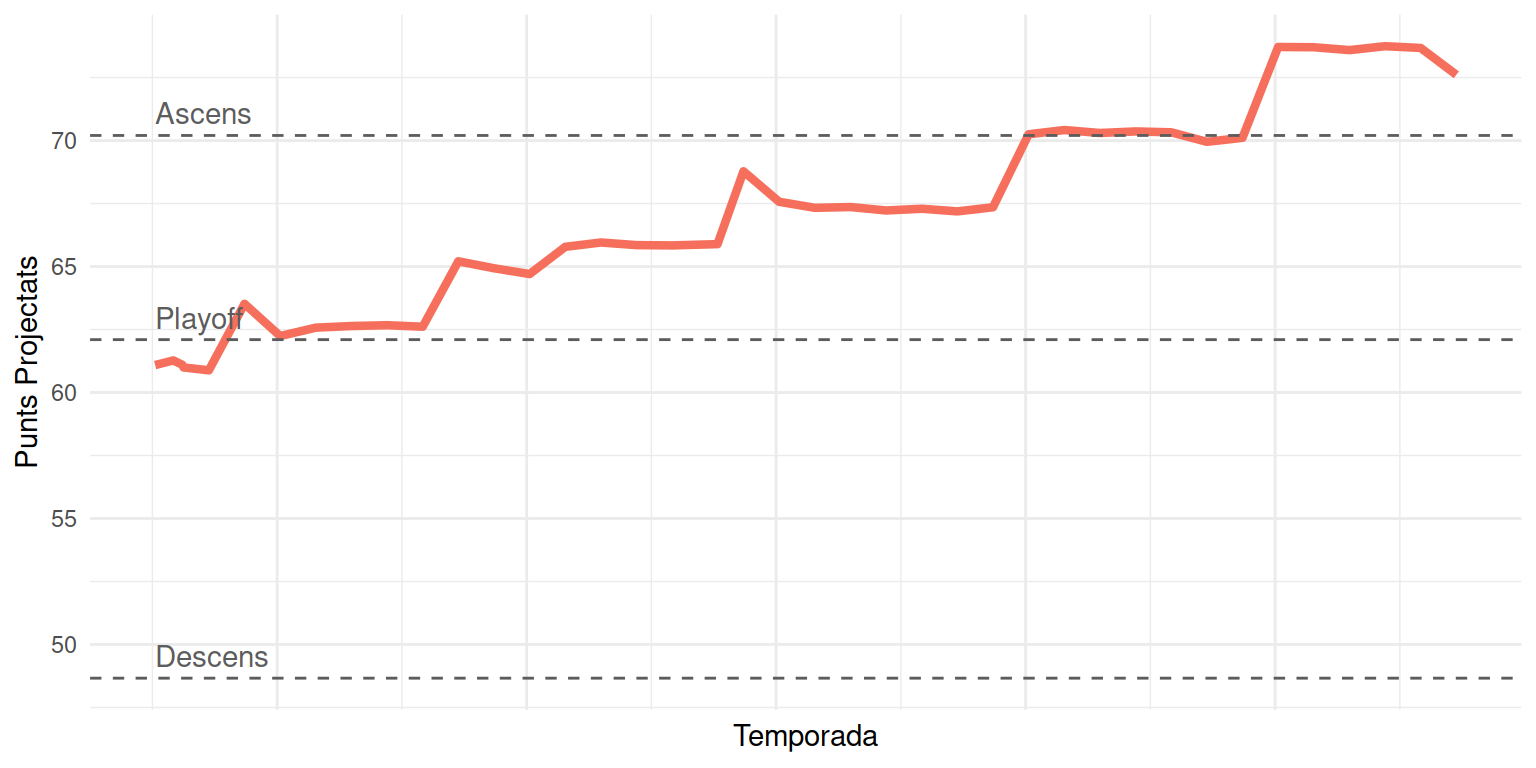 Punts Projectats
70
65
60
55
50
Ascens
Playoff
Descens
Temporada